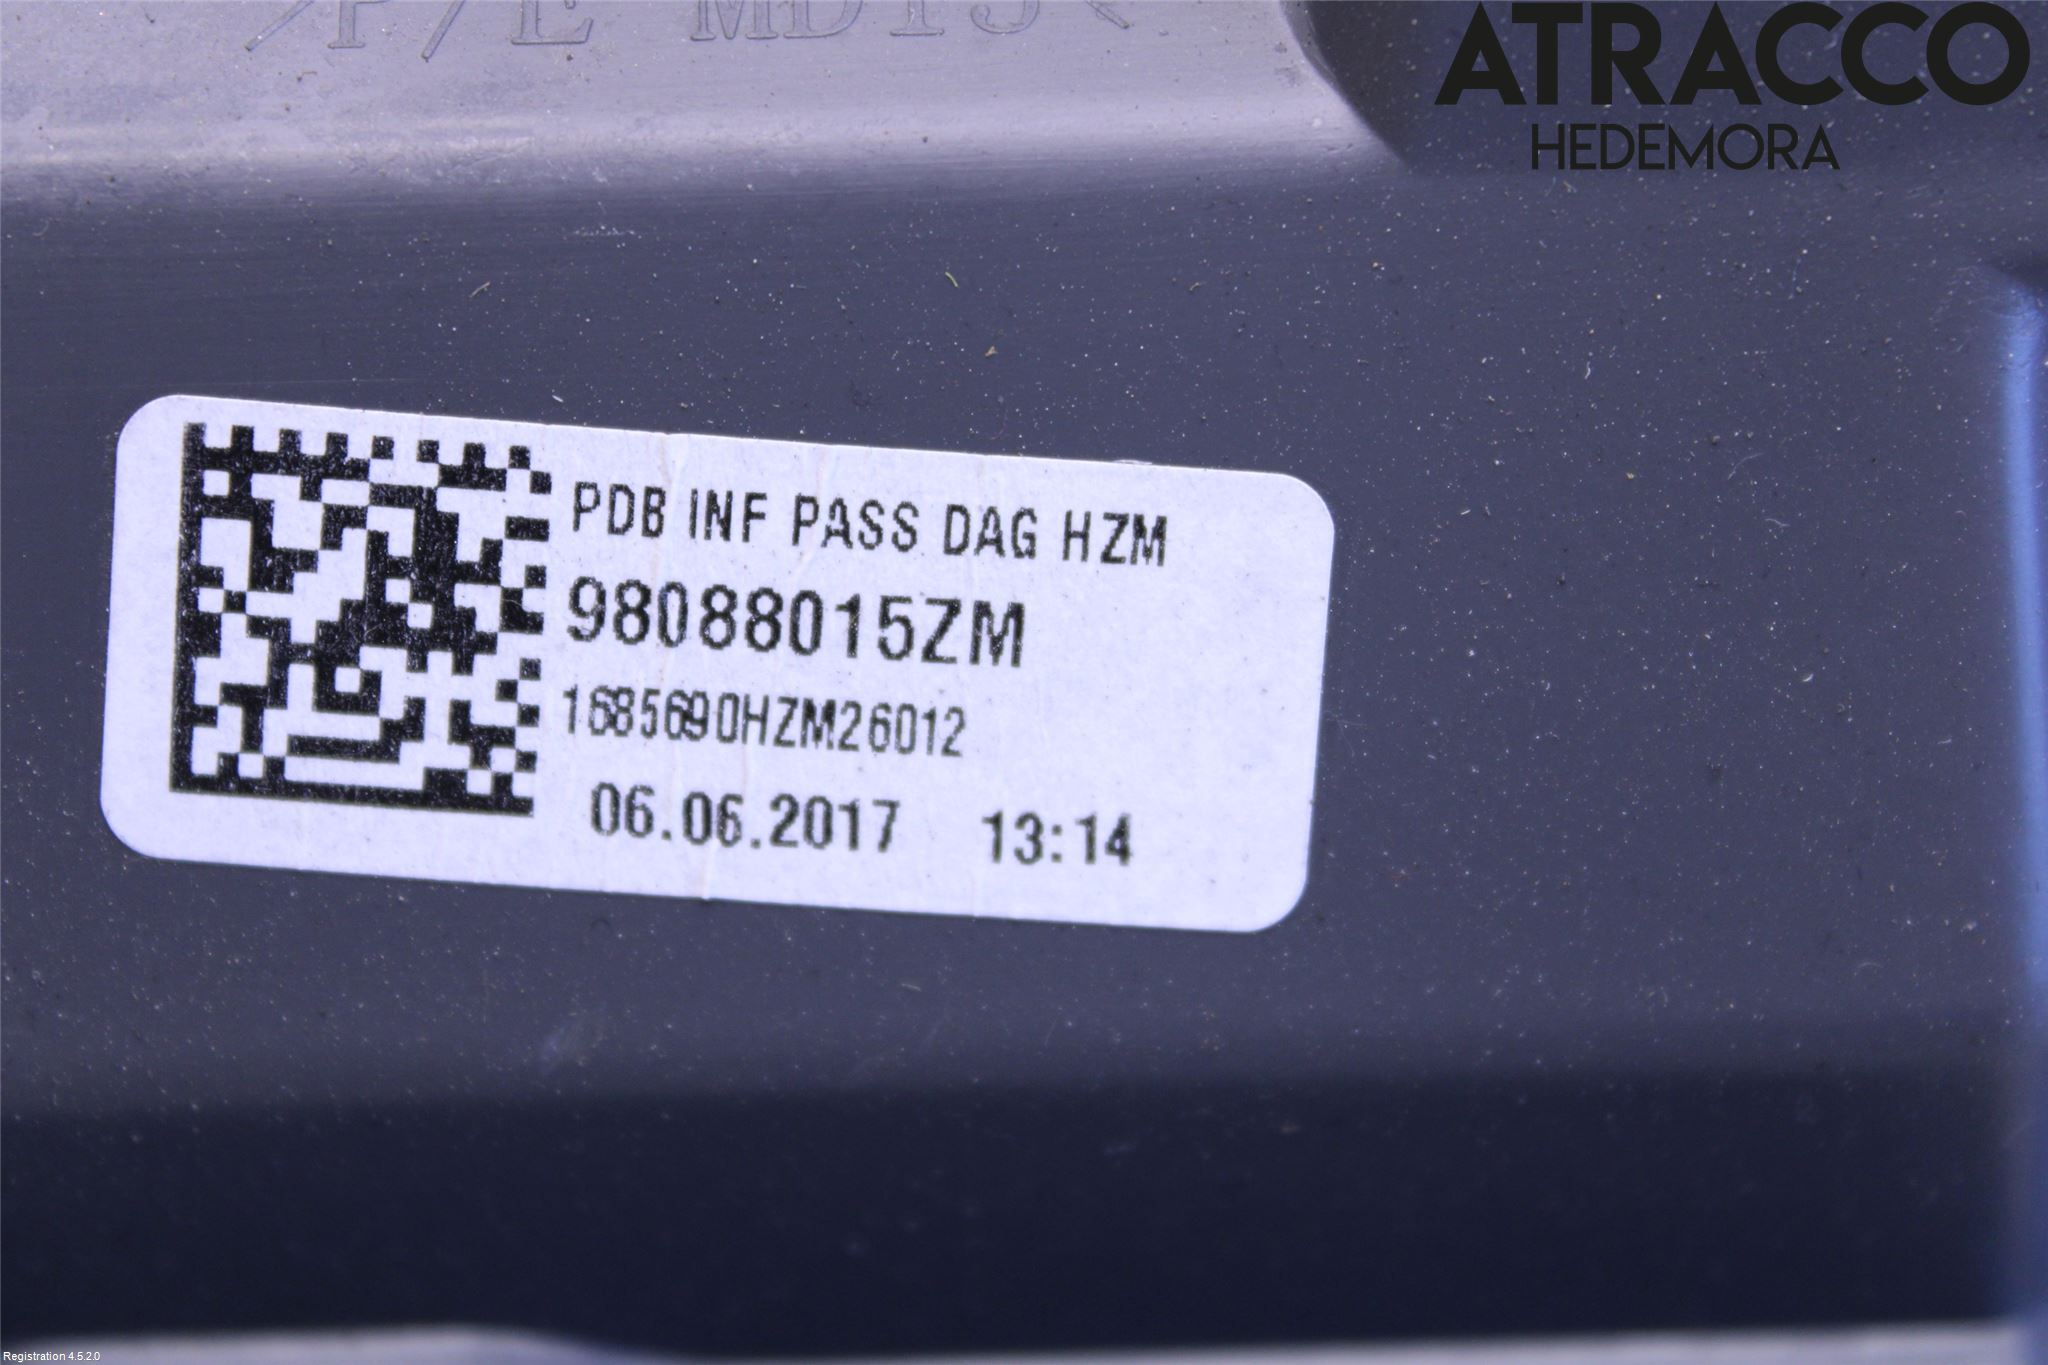 >P/E MD15<
ATRACCO
HEDEMORA
PDB INF PASS DAG HZM
98088015ZM
1685690HZM26012
06.06.2017 13:14
Registration 4.5.2.0